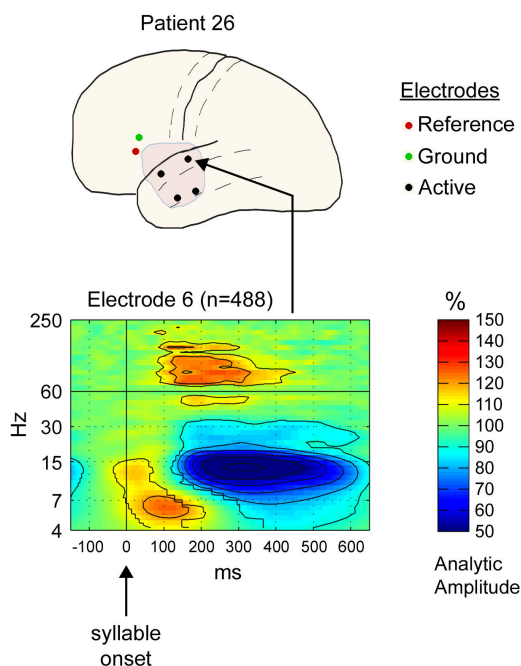 Patient 26
Electrodes
Reference
Ground
Active
Electrode 6 (n=488)
%
250
60
30
15
7
4
Hz
-100 0 100 200 300 400 500 600
ms
150
140
130
120
110
100
90
80
70
60
50
Analytic
Amplitude
syllable
onset